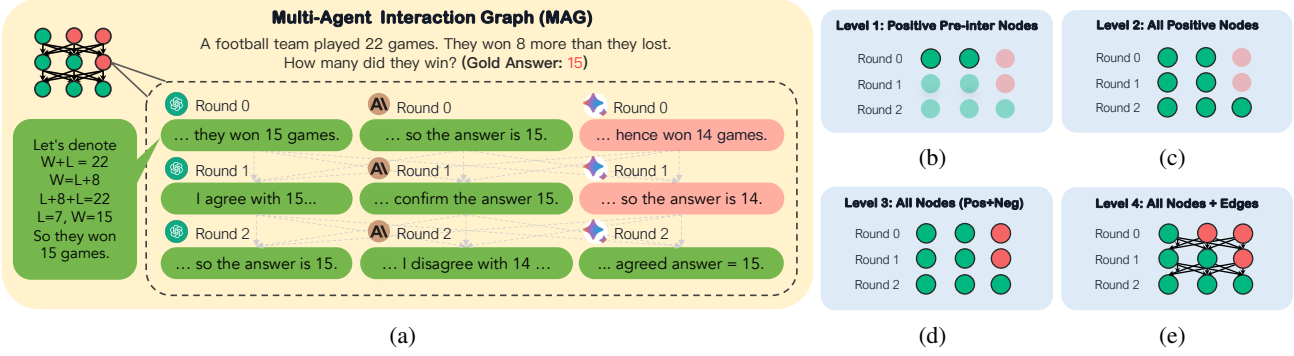 Multi-Agent Interaction Graph (MAG)
A football team played 22 games. They won 8 more than they lost.
How many did they win? (Gold Answer: 15)
Round 0
Round 0
Round 0
... they won 15 games.
... so the answer is 15.
... hence won 14 games.
Round 1
Round 1
Round 1
I agree with 15...
... confirm the answer 15.
... so the answer is 14.
Round 2
Round 2
Round 2
... so the answer is 15.
... I disagree with 14 ...
... agreed answer = 15.
Let's denote
W+L = 22
W=L+8
L+8+L=22
L=7, W=15
So they won
15 games.
(a)
Level 1: Positive Pre-inter Nodes
Round 0
Round 1
Round 2
(b)
Level 2: All Positive Nodes
Round 0
Round 1
Round 2
(c)
Level 3: All Nodes (Pos+Neg)
Round 0
Round 1
Round 2
(d)
Level 4: All Nodes + Edges
Round 0
Round 1
Round 2
(e)